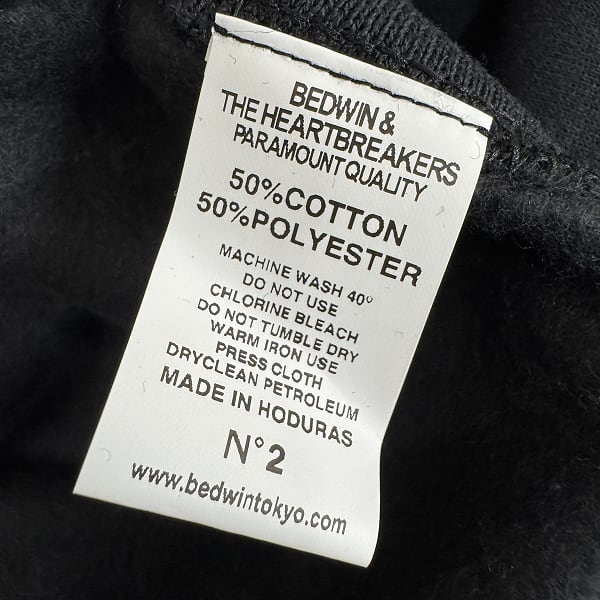 BEDWIN &
THE HEARTBREAKERS
PARAMOUNT QUALITY
50%COTTON
50%POLYESTER
MACHINE WASH 40°
DO NOT USE
CHLORINE BLEACH
DO NOT TUMBLE DRY
WARM IRON USE
PRESS CLOTH
DRYCLEAN PETROLEUM
MADE IN HODURAS
N°2
www.bedwintokyo.com